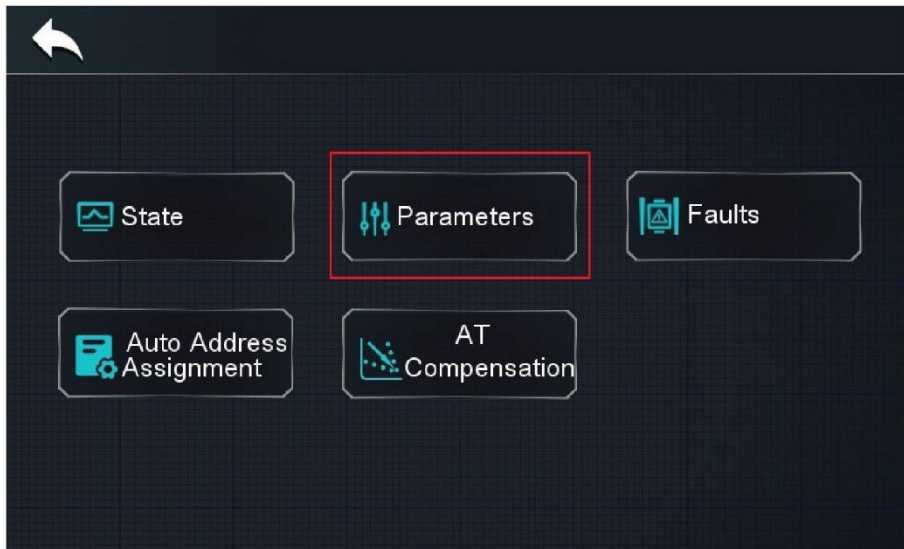 State
Parameters
Faults
Auto Address
Assignment
AT
Compensation